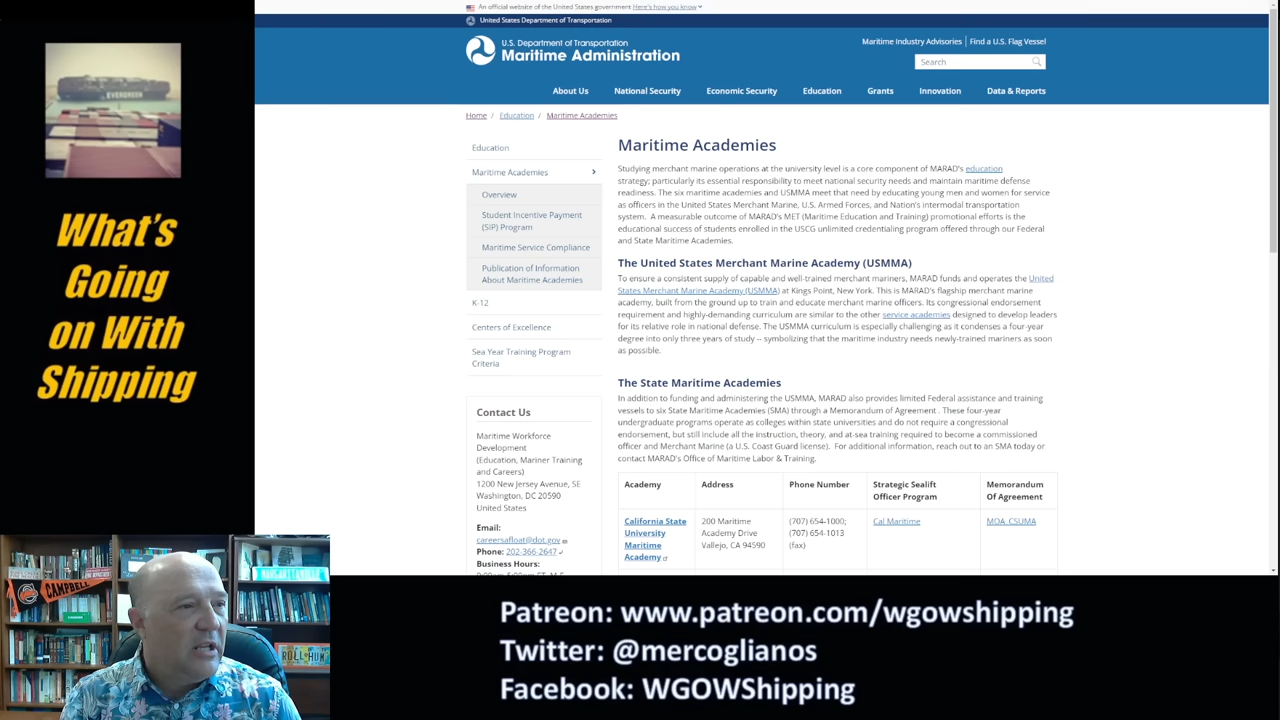 An official website of the United States government Here's how you know
United States Department of Transportation
U.S. Department of Transportation
Maritime Administration
Maritime Industry Advisories | Find a U.S. Flag Vessel
Search
About Us National Security Economic Security Education Grants Innovation Data & Reports
Home / Education / Maritime Academies
EVERGREEN
What's
Going
on With
Shipping
Education
Maritime Academies
Overview
Student Incentive Payment
(SIP) Program
Maritime Service Compliance
Publication of Information
About Maritime Academies
K-12
Centers of Excellence
Sea Year Training Program
Criteria
Contact Us
Maritime Workforce
Development
(Education, Mariner Training
and Careers)
1200 New Jersey Avenue, SE
Washington, DC 20590
United States
Email:
careersafloat@dot.gov
Phone: 202-366-2647
Business Hours:
Maritime Academies
Studying merchant marine operations at the university level is a core component of MARAD's education
strategy; particularly its essential responsibility to meet national security needs and maintain maritime defense
readiness. The six maritime academies and USMMA meet that need by educating young men and women for service
as officers in the United States Merchant Marine, U.S. Armed Forces, and Nation's intermodal transportation
system. A measurable outcome of MARAD's MET (Maritime Education and Training) promotional efforts is the
educational success of students enrolled in the USCG unlimited credentialing program offered through our Federal
and State Maritime Academies.
The United States Merchant Marine Academy (USMMA)
To ensure a consistent supply of capable and well-trained merchant mariners, MARAD funds and operates the United
States Merchant Marine Academy (USMMA) at Kings Point, New York. This is MARAD's flagship merchant marine
academy, built from the ground up to train and educate merchant marine officers. Its congressional endorsement
requirement and highly-demanding curriculum are similar to the other service academies designed to develop leaders
for its relative role in national defense. The USMMA curriculum is especially challenging as it condenses a four-year
degree into only three years of study -- symbolizing that the maritime industry needs newly-trained mariners as soon
as possible.
The State Maritime Academies
In addition to funding and administering the USMMA, MARAD also provides limited Federal assistance and training
vessels to six State Maritime Academies (SMA) through a Memorandum of Agreement . These four-year
undergraduate programs operate as colleges within state universities and do not require a congressional
endorsement, but still include all the instruction, theory, and at-sea training required to become a commissioned
officer and Merchant Marine (a U.S. Coast Guard license). For additional information, reach out to an SMA today or
contact MARAD's Office of Maritime Labor & Training.
Academy Address Phone Number Strategic Sealift Officer Program Memorandum Of Agreement
California State University Maritime Academy 200 Maritime Academy Drive Vallejo, CA 94590 (707) 654-1000; (707) 654-1013 (fax) Cal Maritime MOA_CSUMA
CAMPBELL
ROLL HUM
Patreon: www.patreon.com/wgowshipping
Twitter: @mercoglianos
Facebook: WGOWShipping